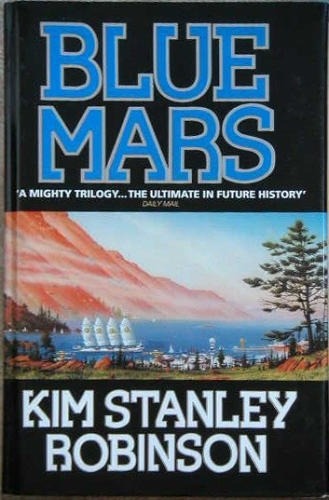 BLUE
MARS
'A MIGHTY TRILOGY...THE ULTIMATE IN FUTURE HISTORY'
DAILY MAIL
KIM STANLEY
ROBINSON